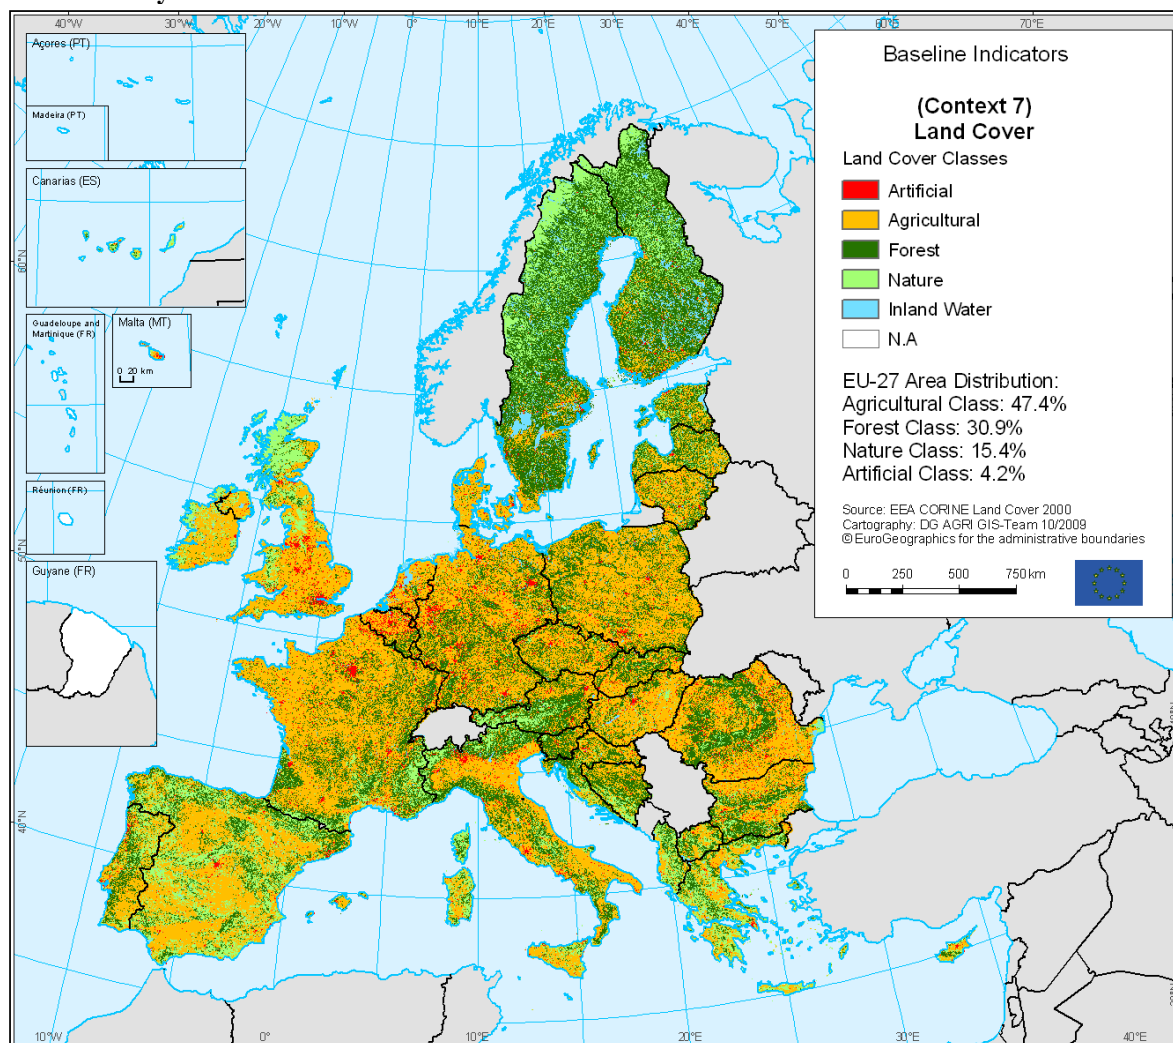 40°W
30°W
20°W
10°W
0°
10°E
20°E
30°E
40°E
50°E
60°E
70°E
Açores (PT)
Madeira (PT)
Canarias (ES)
Guadeloupe and
Martinique (FR)
Malta (MT)
0 20 km
Réunion (FR)
Guyane (FR)
60°N
50°N
40°N
Baseline Indicators
(Context 7)
Land Cover
Land Cover Classes
Artificial
Agricultural
Forest
Nature
Inland Water
N.A
EU-27 Area Distribution:
Agricultural Class: 47.4%
Forest Class: 30.9%
Nature Class: 15.4%
Artificial Class: 4.2%
Source: EEA CORINE Land Cover 2000
Cartography: DG AGRI GIS-Team 10/2009
© EuroGeographics for the administrative boundaries
0 250 500 750 km
10°W
0°
10°E
20°E
30°E
40°E